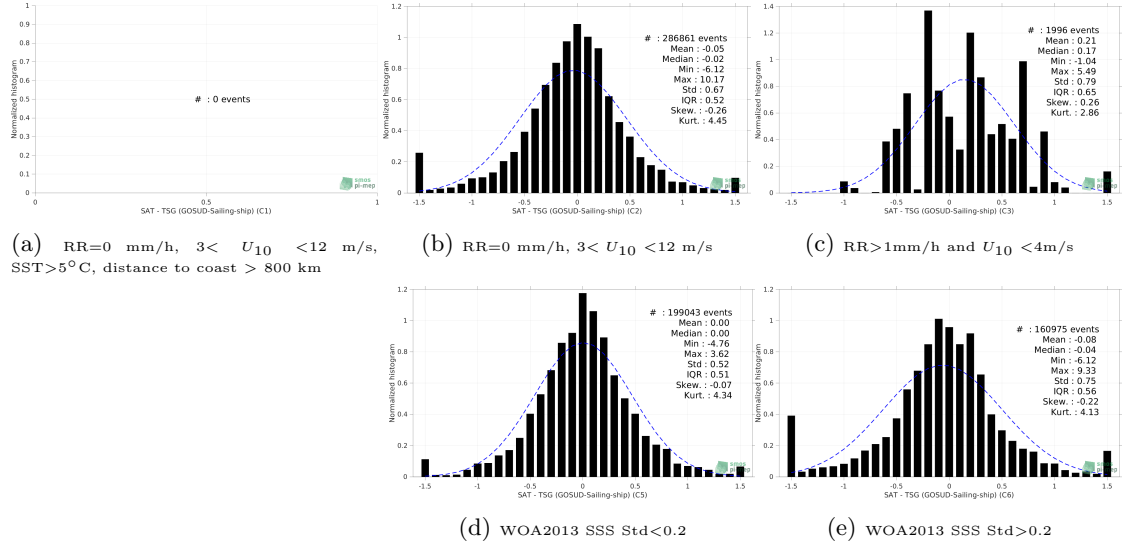 1
0.9
0.8
0.7
0.6
0.5
0.4
0.3
0.2
0.1
0
Normalized histogram
# : 0 events
0 0.5 1
SAT - TSG (GOSUD-Sailing-ship) (C1)
smos
pi-mep
(a) RR=0 mm/h, 3< U10 <12 m/s,
SST>5°C, distance to coast > 800 km
1.2
1
0.8
0.6
0.4
0.2
0
Normalized histogram
# : 286861 events
Mean : -0.05
Median : -0.02
Min : -6.12
Max : 10.17
Std : 0.67
IQR : 0.52
Skew. : -0.26
Kurt. : 4.45
-1.5 -1 -0.5 0 0.5 1 1.5
SAT - TSG (GOSUD-Sailing-ship) (C2)
smos
pi-mep
(b) RR=0 mm/h, 3< U10 <12 m/s
1.4
1.2
1
0.8
0.6
0.4
0.2
0
Normalized histogram
# : 1996 events
Mean : 0.21
Median : 0.17
Min : -1.04
Max : 5.49
Std : 0.79
IQR : 0.65
Skew. : 0.26
Kurt. : 2.86
-1.5 -1 -0.5 0 0.5 1 1.5
SAT - TSG (GOSUD-Sailing-ship) (C3)
smos
pi-mep
(c) RR>1mm/h and U10 <4m/s
1.2
1
0.8
0.6
0.4
0.2
0
Normalized histogram
# : 199043 events
Mean : 0.00
Median : 0.00
Min : -4.76
Max : 3.62
Std : 0.52
IQR : 0.51
Skew. : -0.07
Kurt. : 4.34
-1.5 -1 -0.5 0 0.5 1 1.5
SAT - TSG (GOSUD-Sailing-ship) (C5)
smos
pi-mep
(d) WOA2013 SSS Std<0.2
1.2
1
0.8
0.6
0.4
0.2
0
Normalized histogram
# : 160975 events
Mean : -0.08
Median : -0.04
Min : -6.12
Max : 9.33
Std : 0.75
IQR : 0.56
Skew. : -0.22
Kurt. : 4.13
-1.5 -1 -0.5 0 0.5 1 1.5
SAT - TSG (GOSUD-Sailing-ship) (C6)
smos
pi-mep
(e) WOA2013 SSS Std>0.2